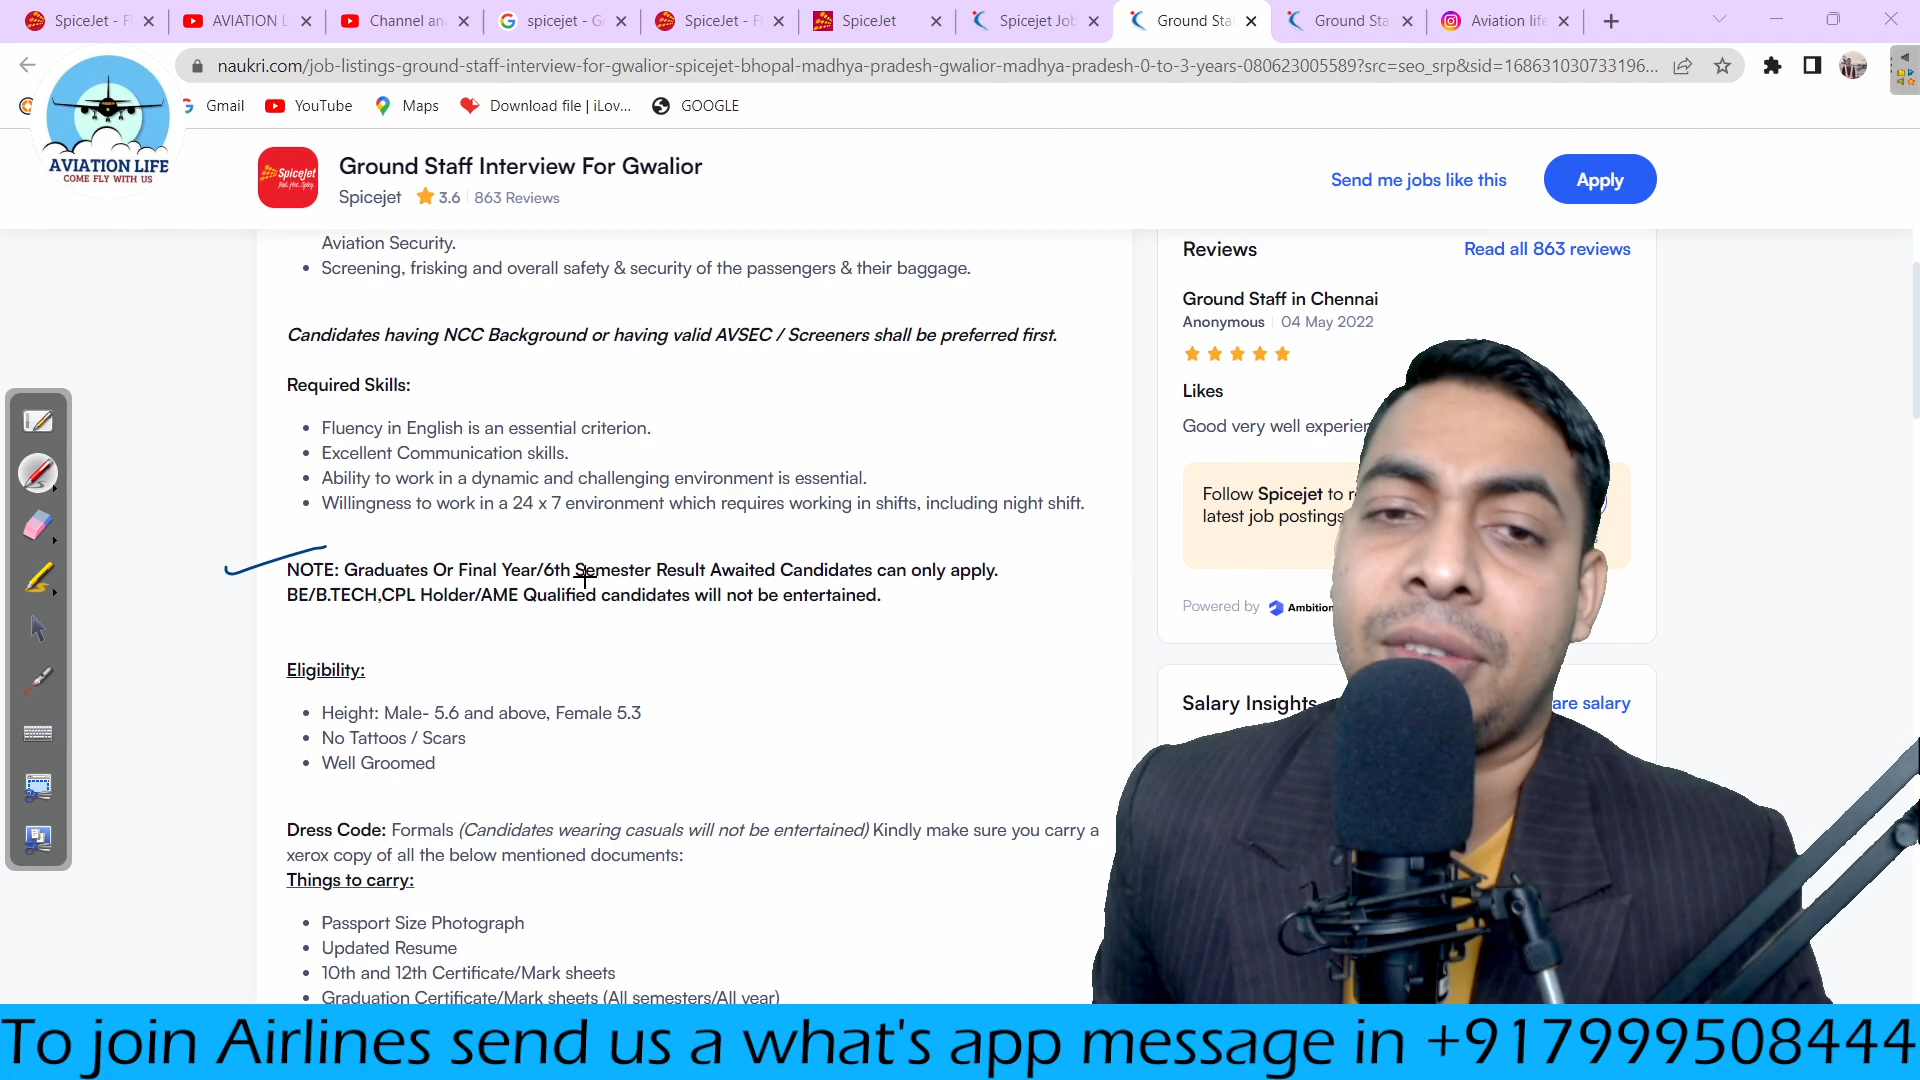 SpiceJet - F
AVIATION L
Channel an
spicejet - G
SpiceJet - F
SpiceJet
Spicejet Job
Ground Sta
Ground Sta
Aviation life
naukri.com/job-listings-ground-staff-interview-for-gwalior-spicejet-bhopal-madhya-pradesh-gwalior-madhya-pradesh-0-to-3-years-080623005589?src=seo_srp&sid=168631030733196...
Gmail
YouTube
Maps
Download file | iLov...
GOOGLE
AVIATION LIFE
COME FLY WITH US
SpiceJet
Ground Staff Interview For Gwalior
Spicejet 3.6 863 Reviews
Send me jobs like this
Apply
Aviation Security.
• Screening, frisking and overall safety & security of the passengers & their baggage.
Candidates having NCC Background or having valid AVSEC / Screeners shall be preferred first.
Required Skills:
• Fluency in English is an essential criterion.
• Excellent Communication skills.
• Ability to work in a dynamic and challenging environment is essential.
• Willingness to work in a 24 x 7 environment which requires working in shifts, including night shift.
NOTE: Graduates Or Final Year/6th Semester Result Awaited Candidates can only apply.
BE/B.TECH,CPL Holder/AME Qualified candidates will not be entertained.
Eligibility:
• Height: Male- 5.6 and above, Female 5.3
• No Tattoos / Scars
• Well Groomed
Dress Code: Formals (Candidates wearing casuals will not be entertained) Kindly make sure you carry a
xerox copy of all the below mentioned documents:
Things to carry:
• Passport Size Photograph
• Updated Resume
• 10th and 12th Certificate/Mark sheets
• Graduation Certificate/Mark sheets (All semesters/All year)
Reviews
Read all 863 reviews
Ground Staff in Chennai
Anonymous 04 May 2022
Likes
Good very well experien
Follow Spicejet to r
latest job postings
Powered by Ambition
Salary Insights
are salary
To join Airlines send us a what's app message in +917999508444